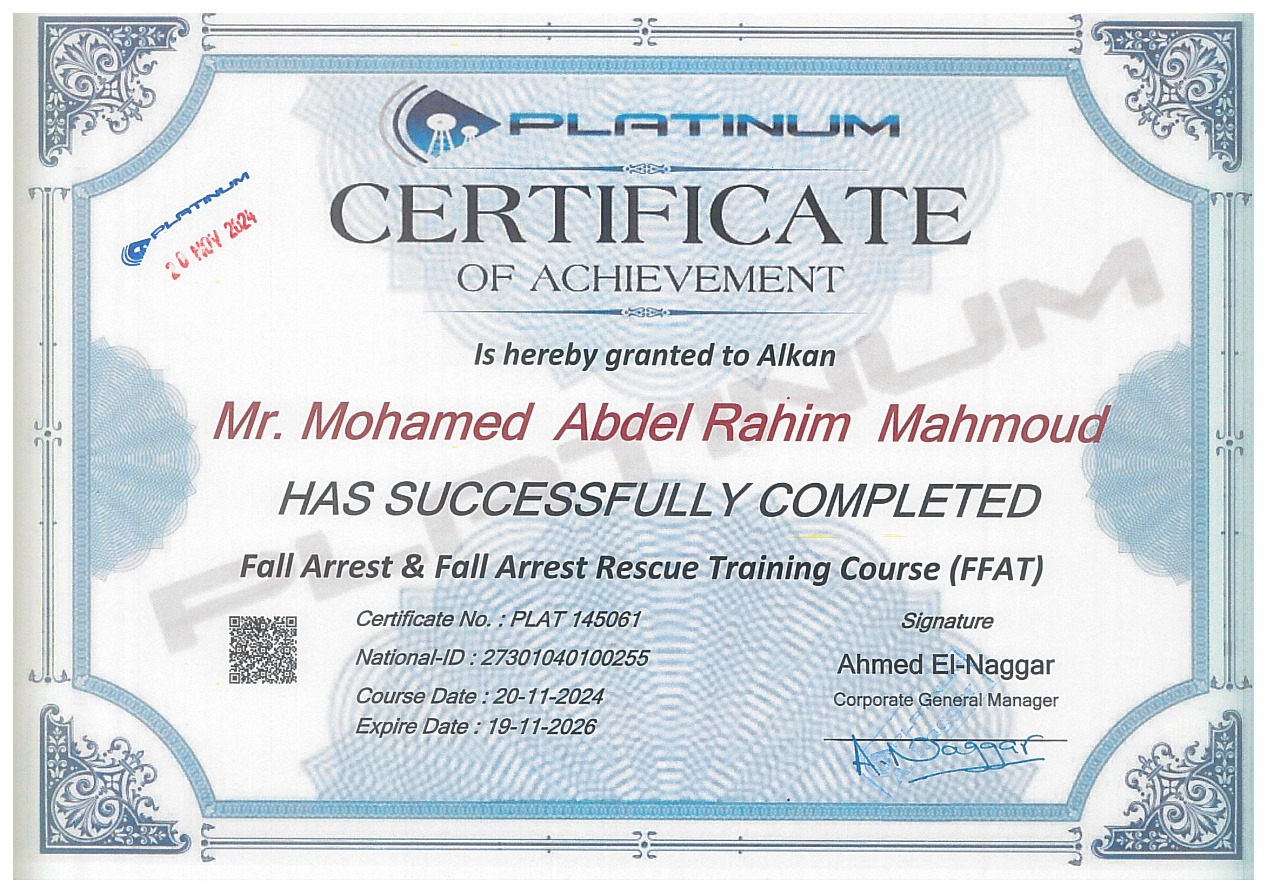 PLATINUM
CERTIFICATE
OF ACHIEVEMENT
PLATINUM
20 NOV 2024
Is hereby granted to Alkan
Mr. Mohamed Abdel Rahim Mahmoud
HAS SUCCESSFULLY COMPLETED
Fall Arrest & Fall Arrest Rescue Training Course (FFAT)
Certificate No. : PLAT 145061
National-ID : 27301040100255
Course Date : 20-11-2024
Expire Date : 19-11-2026
Signature
Ahmed El-Naggar
Corporate General Manager
A. Naggar
PLATINUM